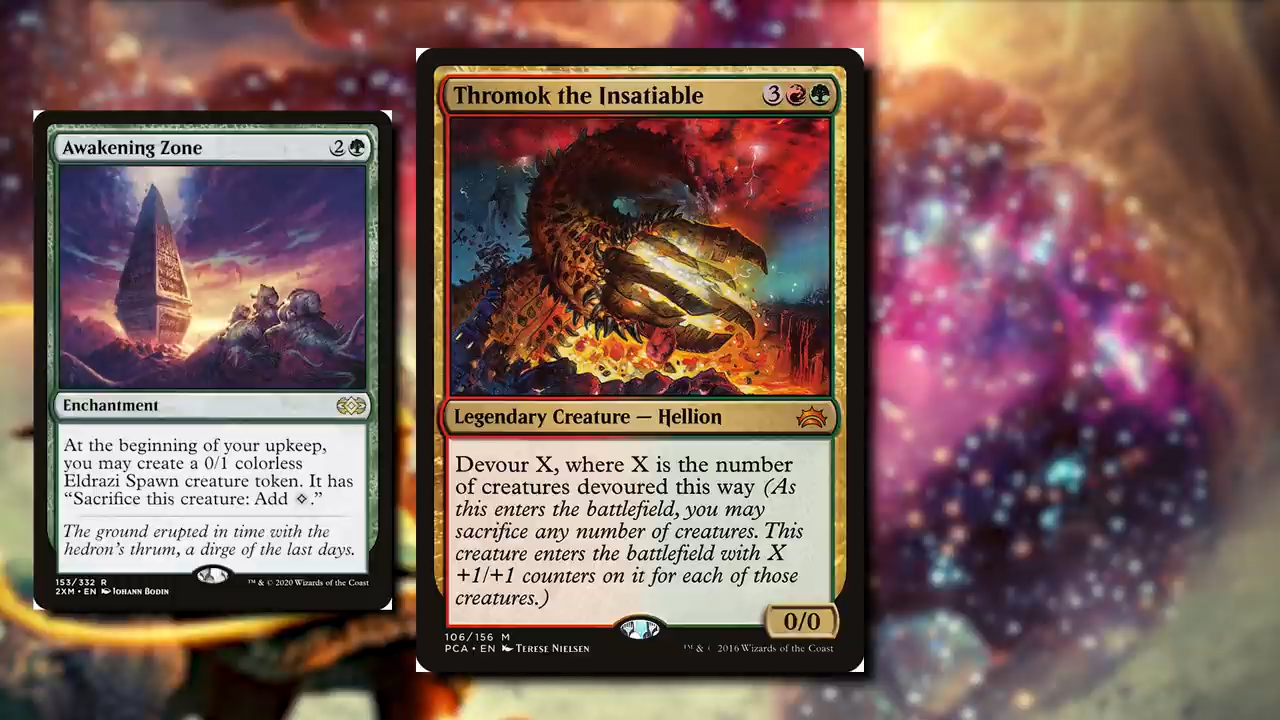 Awakening Zone 2
Enchantment
At the beginning of your upkeep,
you may create a 0/1 colorless
Eldrazi Spawn creature token. It has
“Sacrifice this creature: Add .”
The ground erupted in time with the
hedron's thrum, a dirge of the last days.
153/332 R
2XM • EN Johann Bodin
™ & © 2020 Wizards of the Coast
Thromok the Insatiable 3
Legendary Creature — Hellion
Devour X, where X is the number
of creatures devoured this way (As
this enters the battlefield, you may
sacrifice any number of creatures. This
creature enters the battlefield with X
+1/+1 counters on it for each of those
creatures.)
0/0
106/156 M
PCA • EN Terese Nielsen
™ & © 2016 Wizards of the Coast